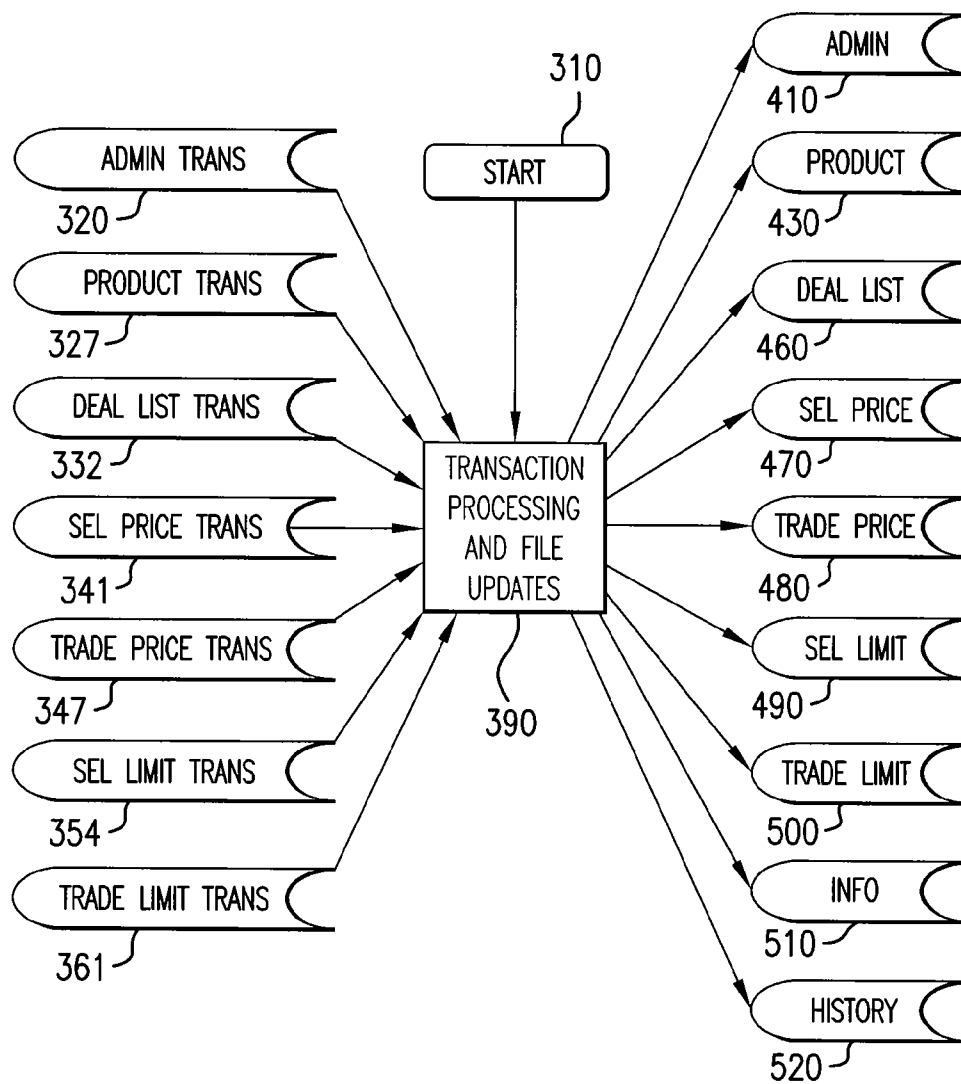 310
START
ADMIN TRANS
320
PRODUCT TRANS
327
DEAL LIST TRANS
332
SEL PRICE TRANS
341
TRADE PRICE TRANS
347
SEL LIMIT TRANS
354
TRADE LIMIT TRANS
361
TRANSACTION
PROCESSING
AND FILE
UPDATES
390
ADMIN
410
PRODUCT
430
DEAL LIST
460
SEL PRICE
470
TRADE PRICE
480
SEL LIMIT
490
TRADE LIMIT
500
INFO
510
HISTORY
520